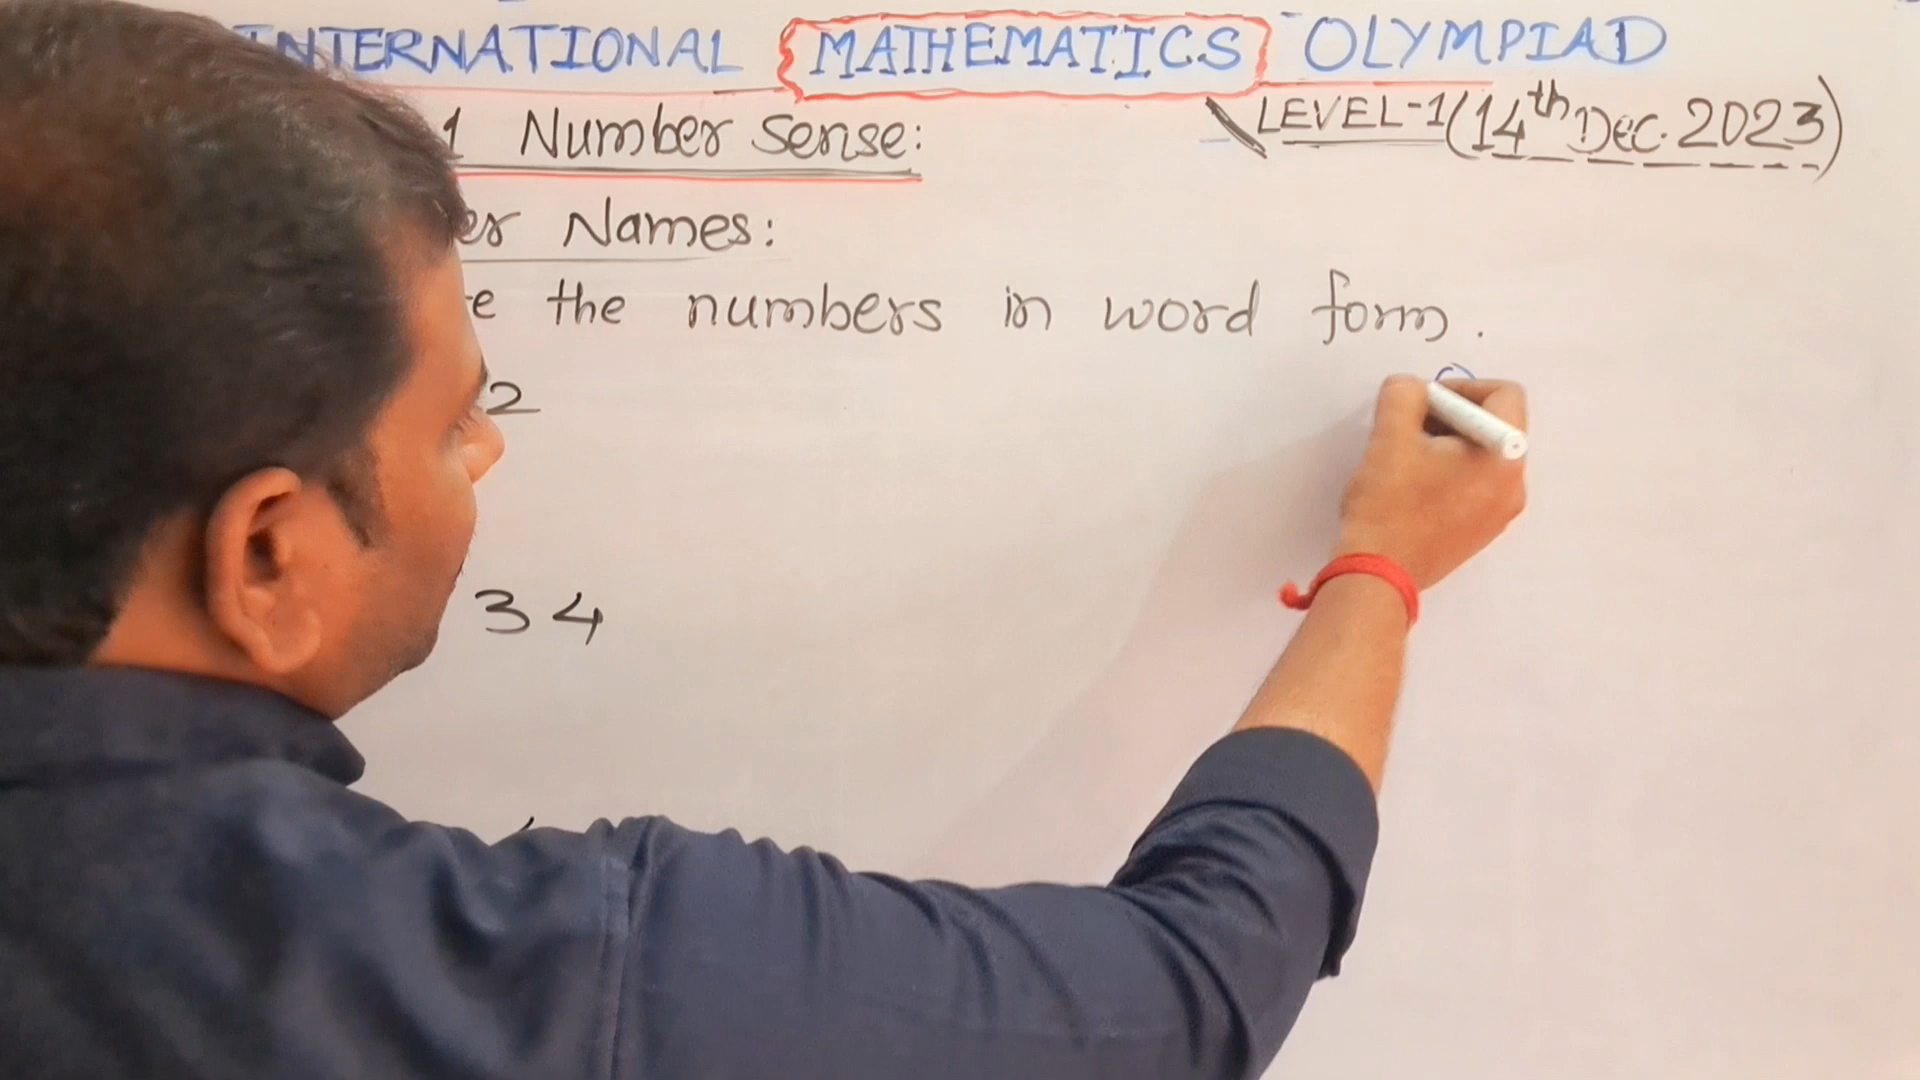 INTERNATIONAL MATHEMATICS OLYMPIAD
1 Number Sense:
LEVEL-1 (14th Dec. 2023)
er Names:
e the numbers in word form.
2
34